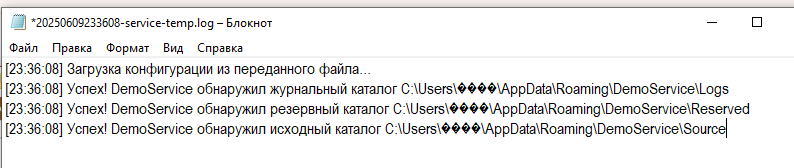 *20250609233608-service-temp.log – Блокнот
Файл Правка Формат Вид Справка
[23:36:08] Загрузка конфигурации из переданного файла...
[23:36:08] Успех! DemoService обнаружил журнальный каталог C:\Users\����\AppData\Roaming\DemoService\Logs
[23:36:08] Успех! DemoService обнаружил резервный каталог C:\Users\����\AppData\Roaming\DemoService\Reserved
[23:36:08] Успех! DemoService обнаружил исходный каталог C:\Users\����\AppData\Roaming\DemoService\Source